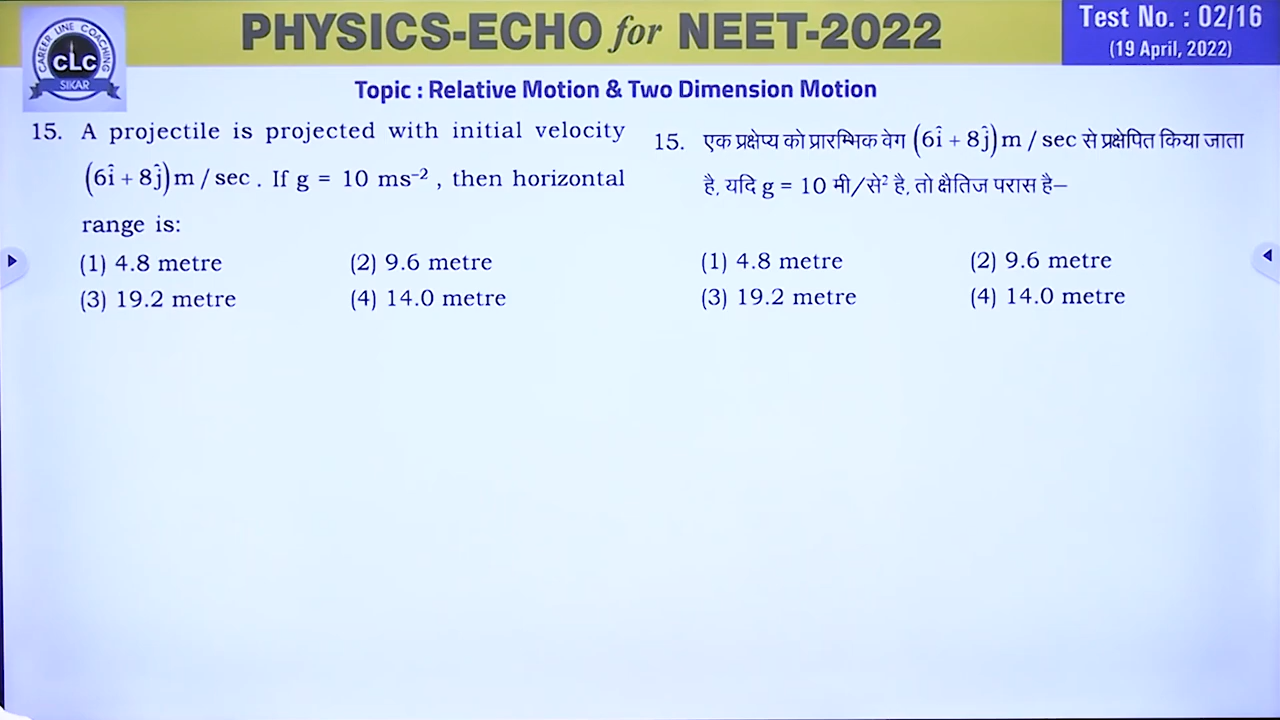 CAREER LINE COACHING
CLC
SIKAR
PHYSICS-ECHO for NEET-2022
Test No. : 02/16
(19 April, 2022)
Topic : Relative Motion & Two Dimension Motion
15. A projectile is projected with initial velocity
(6î + 8ĵ) m / sec . If g = 10 ms⁻² , then horizontal
range is:
(1) 4.8 metre (2) 9.6 metre
(3) 19.2 metre (4) 14.0 metre
15. एक प्रक्षेप्य को प्रारम्भिक वेग (6î + 8ĵ) m / sec से प्रक्षेपित किया जाता
है, यदि g = 10 मी/से² है, तो क्षैतिज परास है–
(1) 4.8 metre (2) 9.6 metre
(3) 19.2 metre (4) 14.0 metre